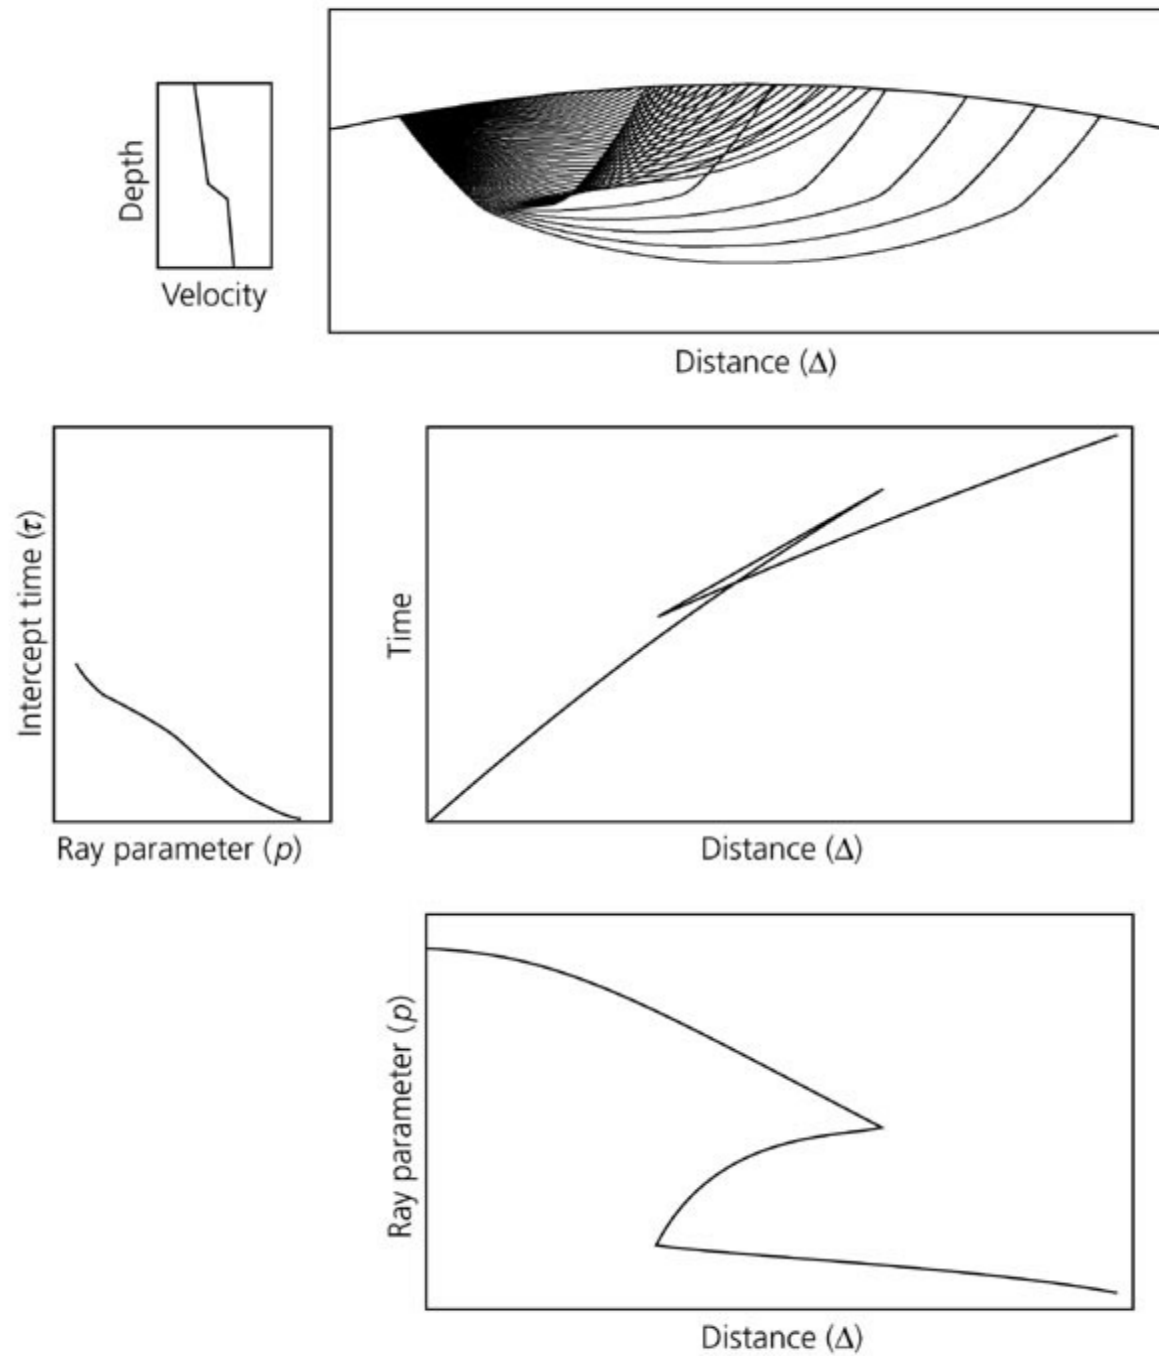 Depth
Velocity
Distance (Δ)
Intercept time (τ)
Ray parameter (p)
Time
Distance (Δ)
Ray parameter (p)
Distance (Δ)